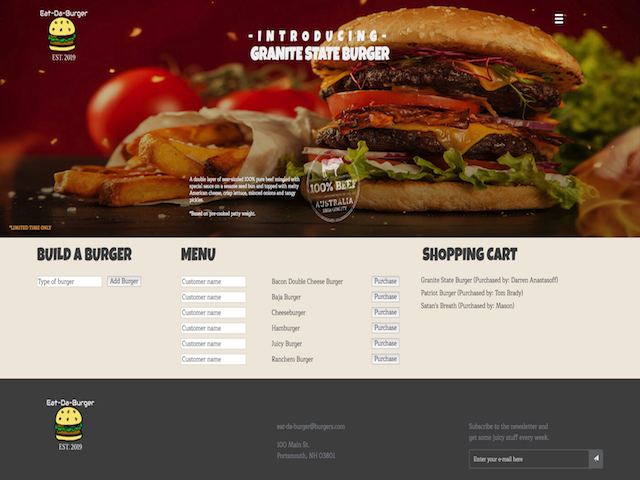 Eat-Da-Burger
EST. 2019
-INTRODUCING-
GRANITE STATE BURGER
A double layer of sear-sizzled 100% pure beef mingled with
special sauce on a sesame seed bun and topped with melty
American cheese, crisp lettuce, minced onions and tangy
pickles.
*Based on pre-cooked patty weight.
100% BEEF
AUSTRALIA
HIGH QUALITY
*LIMITED TIME ONLY
BUILD A BURGER
Type of burger
Add Burger
MENU
Customer name Bacon Double Cheese Burger Purchase
Customer name Baja Burger Purchase
Customer name Cheeseburger Purchase
Customer name Hamburger Purchase
Customer name Juicy Burger Purchase
Customer name Ranchem Burger Purchase
SHOPPING CART
Granite State Burger (Purchased by: Darren Anastasoff)
Patriot Burger (Purchased by: Tom Brady)
Satan's Breath (Purchased by: Mason)
Eat-Da-Burger
EST. 2019
eat-da-burger@burgers.com
100 Main St.
Portsmouth, NH 03801
Subscribe to the newsletter and
get some juicy stuff every week.
Enter your e-mail here